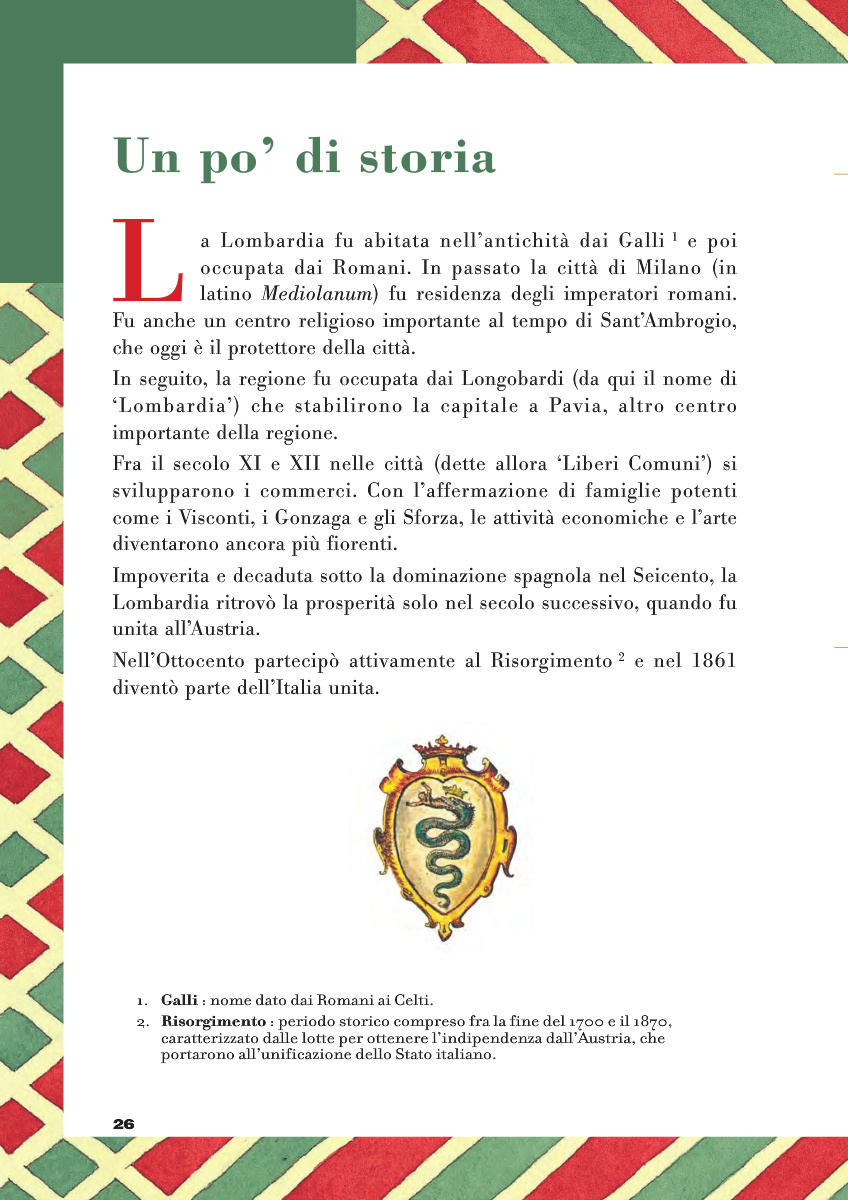 Un po’ di storia
La Lombardia fu abitata nell’antichità dai Galli 1 e poi
occupata dai Romani. In passato la città di Milano (in
latino Mediolanum) fu residenza degli imperatori romani.
Fu anche un centro religioso importante al tempo di Sant’Ambrogio,
che oggi è il protettore della città.
In seguito, la regione fu occupata dai Longobardi (da qui il nome di
‘Lombardia’) che stabilirono la capitale a Pavia, altro centro
importante della regione.
Fra il secolo XI e XII nelle città (dette allora ‘Liberi Comuni’) si
svilupparono i commerci. Con l’affermazione di famiglie potenti
come i Visconti, i Gonzaga e gli Sforza, le attività economiche e l’arte
diventarono ancora più fiorenti.
Impoverita e decaduta sotto la dominazione spagnola nel Seicento, la
Lombardia ritrovò la prosperità solo nel secolo successivo, quando fu
unita all’Austria.
Nell’Ottocento partecipò attivamente al Risorgimento 2 e nel 1861
diventò parte dell’Italia unita.
1. Galli : nome dato dai Romani ai Celti.
2. Risorgimento : periodo storico compreso fra la fine del 1700 e il 1870,
caratterizzato dalle lotte per ottenere l’indipendenza dall’Austria, che
portarono all’unificazione dello Stato italiano.
26